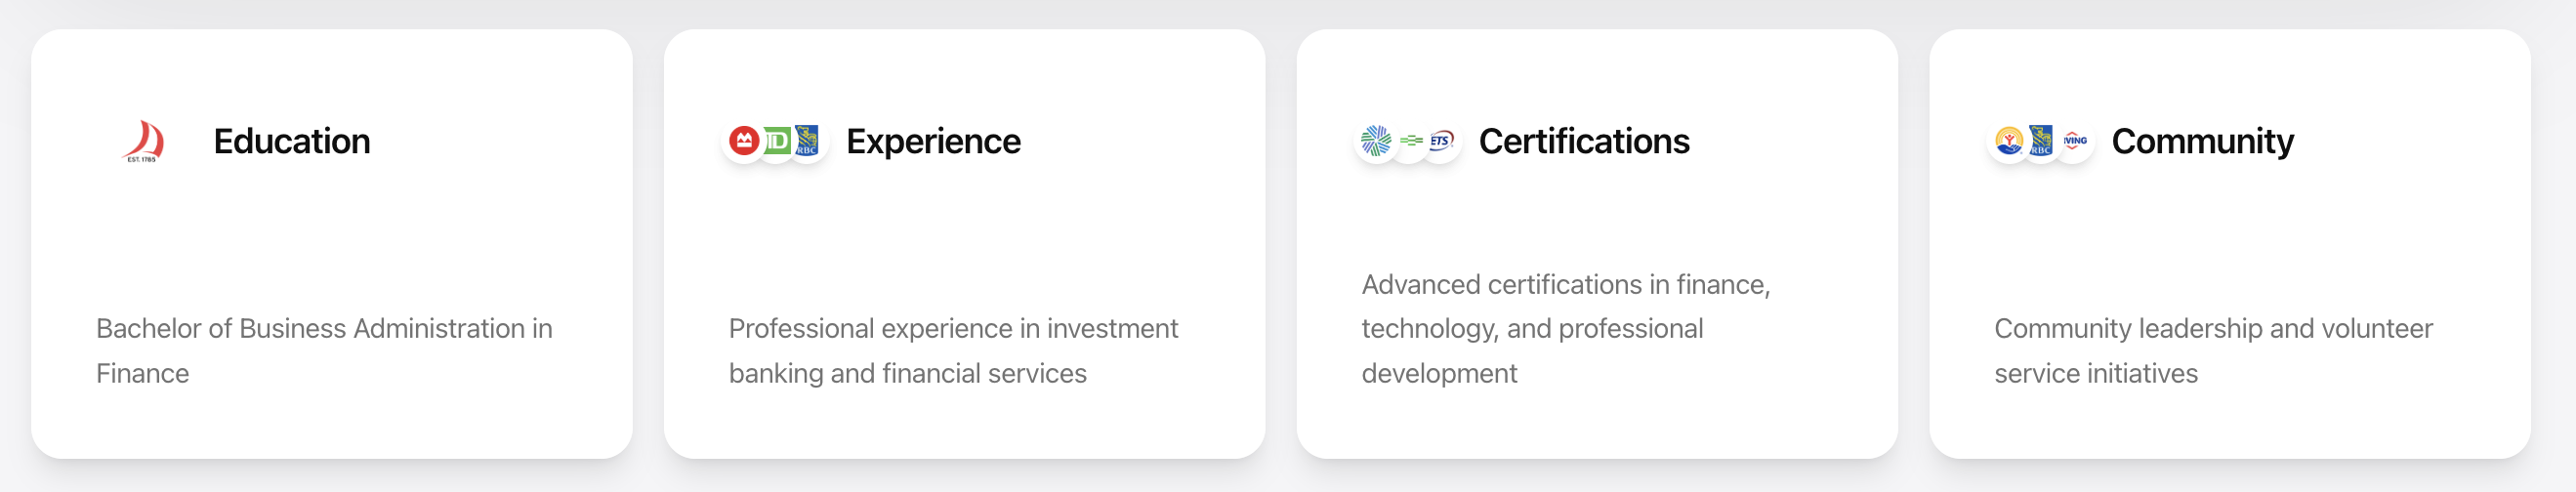 EST. 1785
Education
Bachelor of Business Administration in
Finance
TD
RBC
Experience
Professional experience in investment
banking and financial services
ETS
Certifications
Advanced certifications in finance,
technology, and professional
development
RBC
VING
Community
Community leadership and volunteer
service initiatives